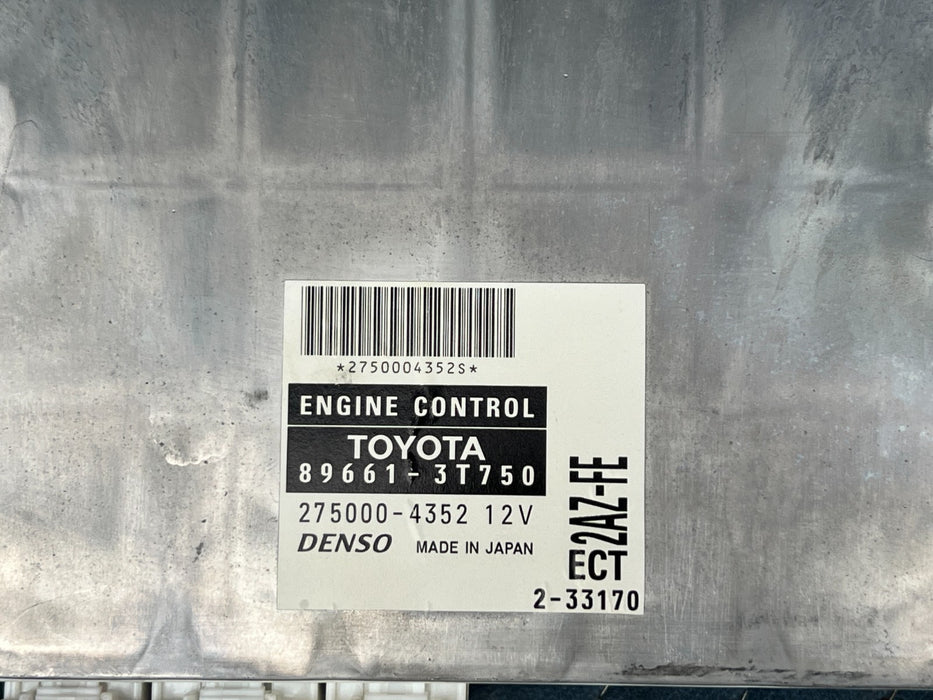 *2750004352S*
ENGINE CONTROL
TOYOTA
89661-3T750
275000-4352 12V
DENSO MADE IN JAPAN
2AZ-FE
ECT
2-33170